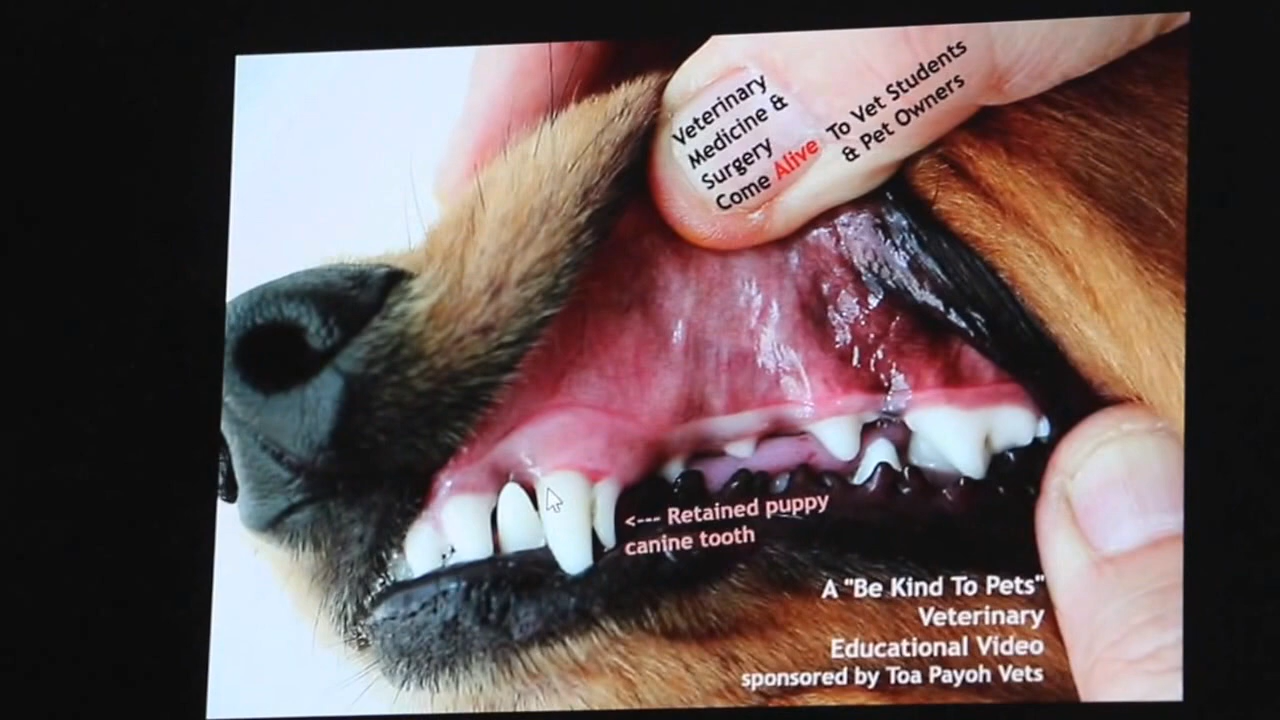 Veterinary
Medicine &
Surgery
Come Alive To Vet Students
& Pet Owners
<--- Retained puppy
canine tooth
A "Be Kind To Pets"
Veterinary
Educational Video
sponsored by Toa Payoh Vets